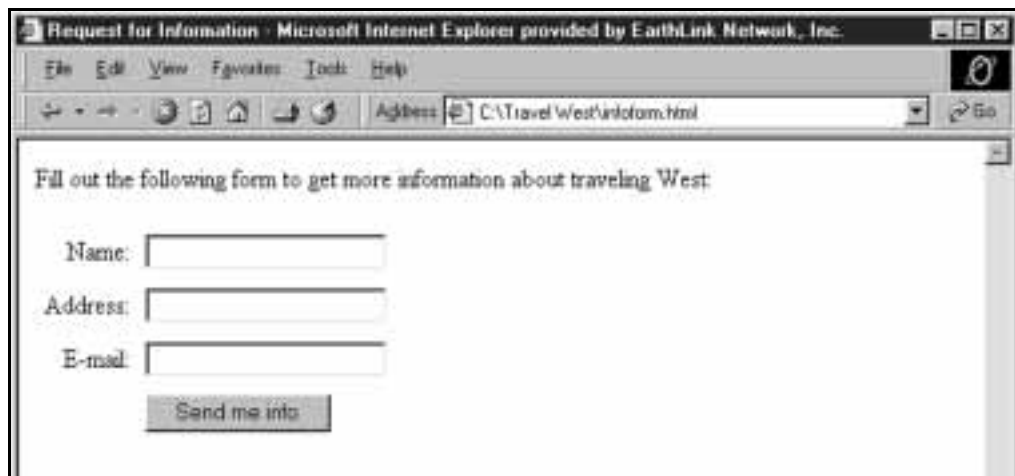 Request for Information - Microsoft Internet Explorer provided by EarthLink Network, Inc.
File Edit View Favorites Tools Help
Address C:\Travel West\infoform.html Go
Fill out the following form to get more information about traveling West:
Name:
Address:
E-mail:
Send me info